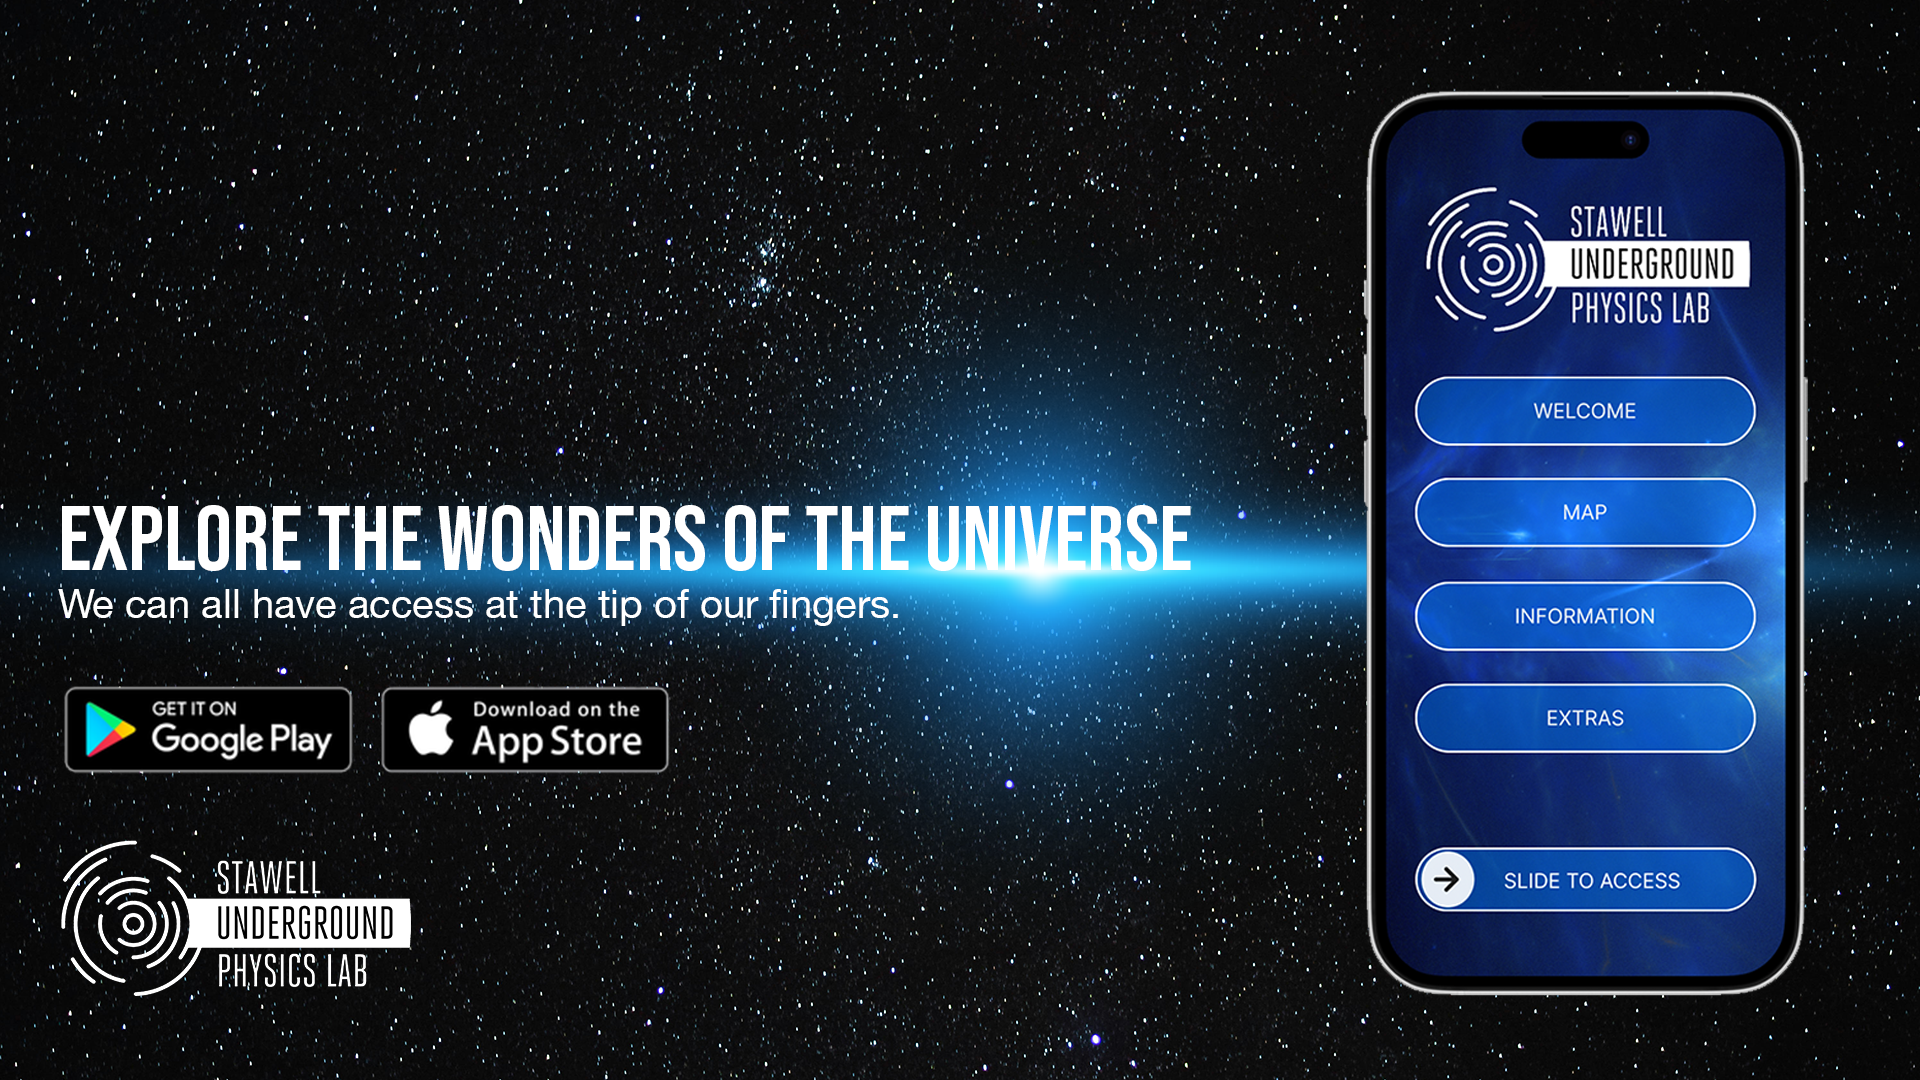 EXPLORE THE WONDERS OF THE UNIVERSE
We can all have access at the tip of our fingers.
GET IT ON
Google Play
Download on the
App Store
STAWELL
UNDERGROUND
PHYSICS LAB
STAWELL
UNDERGROUND
PHYSICS LAB
WELCOME
MAP
INFORMATION
EXTRAS
SLIDE TO ACCESS